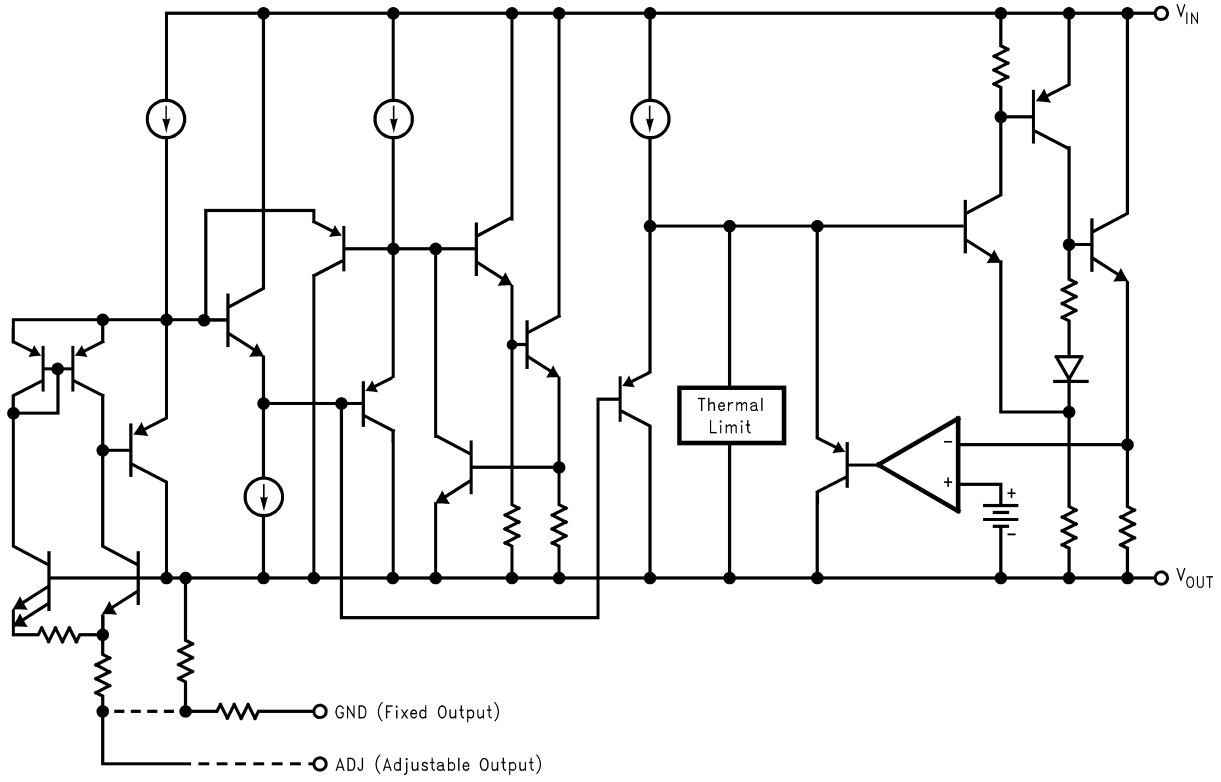 VIN
Thermal
Limit
−
+
+
−
VOUT
GND (Fixed Output)
ADJ (Adjustable Output)